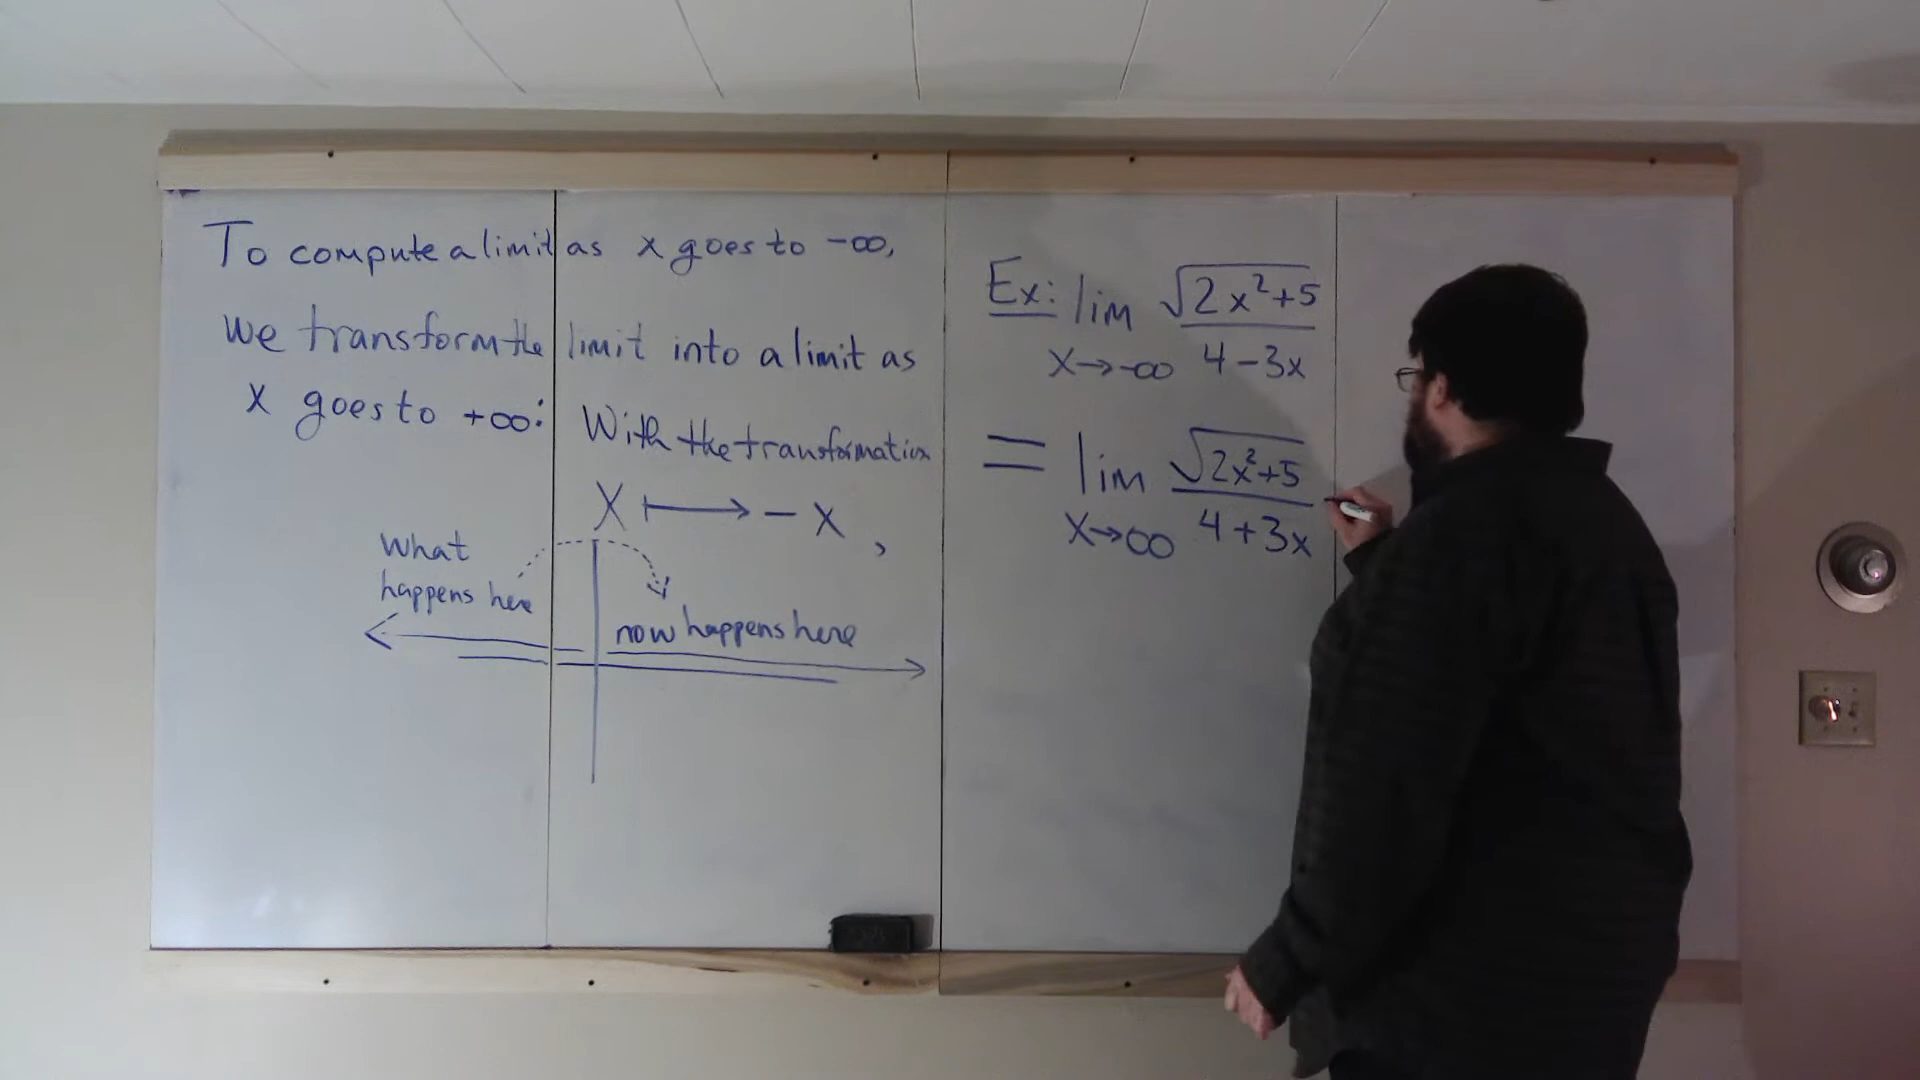 To compute a limit as x goes to -∞,
we transform the limit into a limit as
x goes to +∞:
With the transformation
X ↦ -x,
What
happens here
now happens here
Ex: lim √(2x²+5)
x→-∞ 4-3x
= lim √(2x²+5)
x→∞ 4+3x